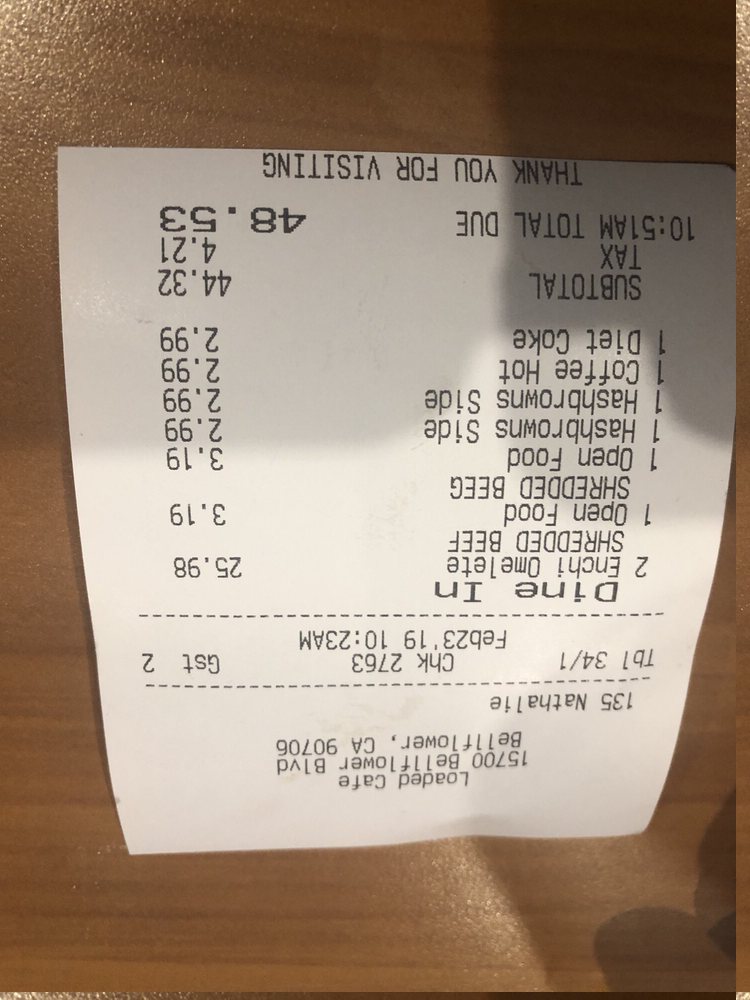 Loaded Cafe
15700 Bellflower Blvd
Bellflower, CA 90706
135 Nathalie
Tbl 34/1 Chk 2763 Gst 2
Feb23'19 10:23AM
Dine In
2 Enchi Omelete 25.98
SHREDDED BEEF
1 Open Food 3.19
SHREDDED BEEG
1 Open Food 3.19
1 Hashbrowns Side 2.99
1 Hashbrowns Side 2.99
1 Coffee Hot 2.99
1 Diet Coke 2.99
SUBTOTAL 44.32
TAX 4.21
10:51AM TOTAL DUE 48.53
THANK YOU FOR VISITING